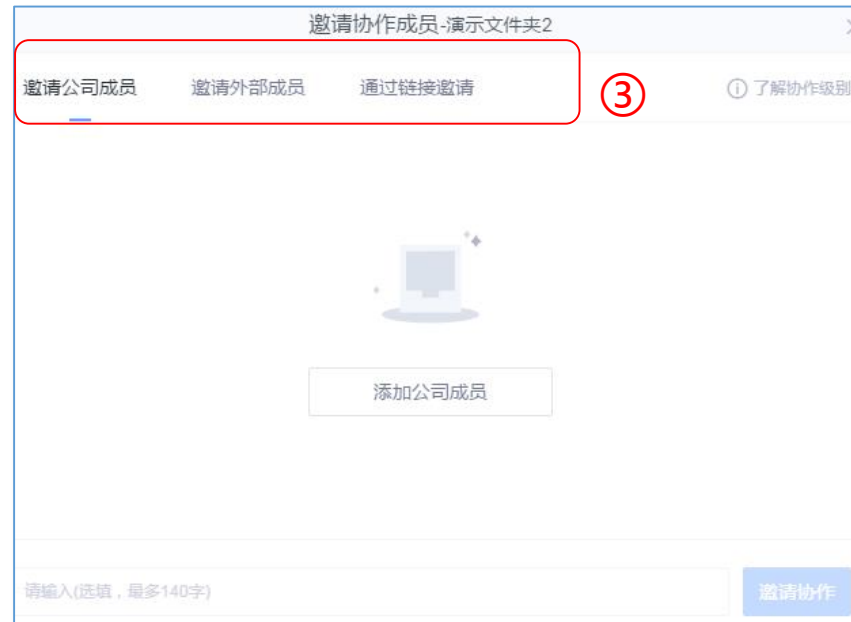 邀请协作成员-演示文件夹2
邀请公司成员 邀请外部成员 通过链接邀请 ③ 了解协作级别
添加公司成员
请输入(选填，最多140字) 邀请协作